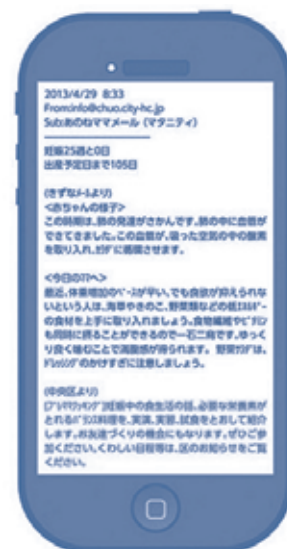 2013/4/29 8:33
From:info@chuo.city-hc.jp
Sub:あのねママメール (マタニティ)
妊娠25週と0日
出産予定日まで105日
(きずなﾒｰﾙより)
<赤ちゃんの様子>
この時期は、肺の発達がさかんです。肺の中に血管が
できてきました。この血管が、吸った空気の中の酸素
を取り入れ、ｶﾗﾀﾞに循環させます。
<今日のﾏﾏへ>
最近、体重増加のﾍﾟｰｽが早い、でも食欲が抑えられな
いという人は、海草やきのこ、野菜類などの低ｴﾈﾙｷﾞｰ
の食材を上手に取り入れましょう。食物繊維やﾋﾞﾀﾐﾝ
も同時に摂ることができるので一石二鳥です。ゆっく
り良く噛むことで満腹感が得られます。 野菜ｻﾗﾀﾞは、
ﾄﾞﾚｯｼﾝｸﾞのかけすぎに注意しましょう。
(中央区より)
[ﾌﾟﾚﾏﾏｸｯｷﾝｸﾞ]妊娠中の食生活の話、必要な栄養素が
とれるﾊﾞﾗﾝｽ料理を、実演、実習、試食をとおして紹介
します。お友達づくりの機会にもなります。ぜひご参
加ください。くわしい日程等は、区のお知らせをご覧
ください。